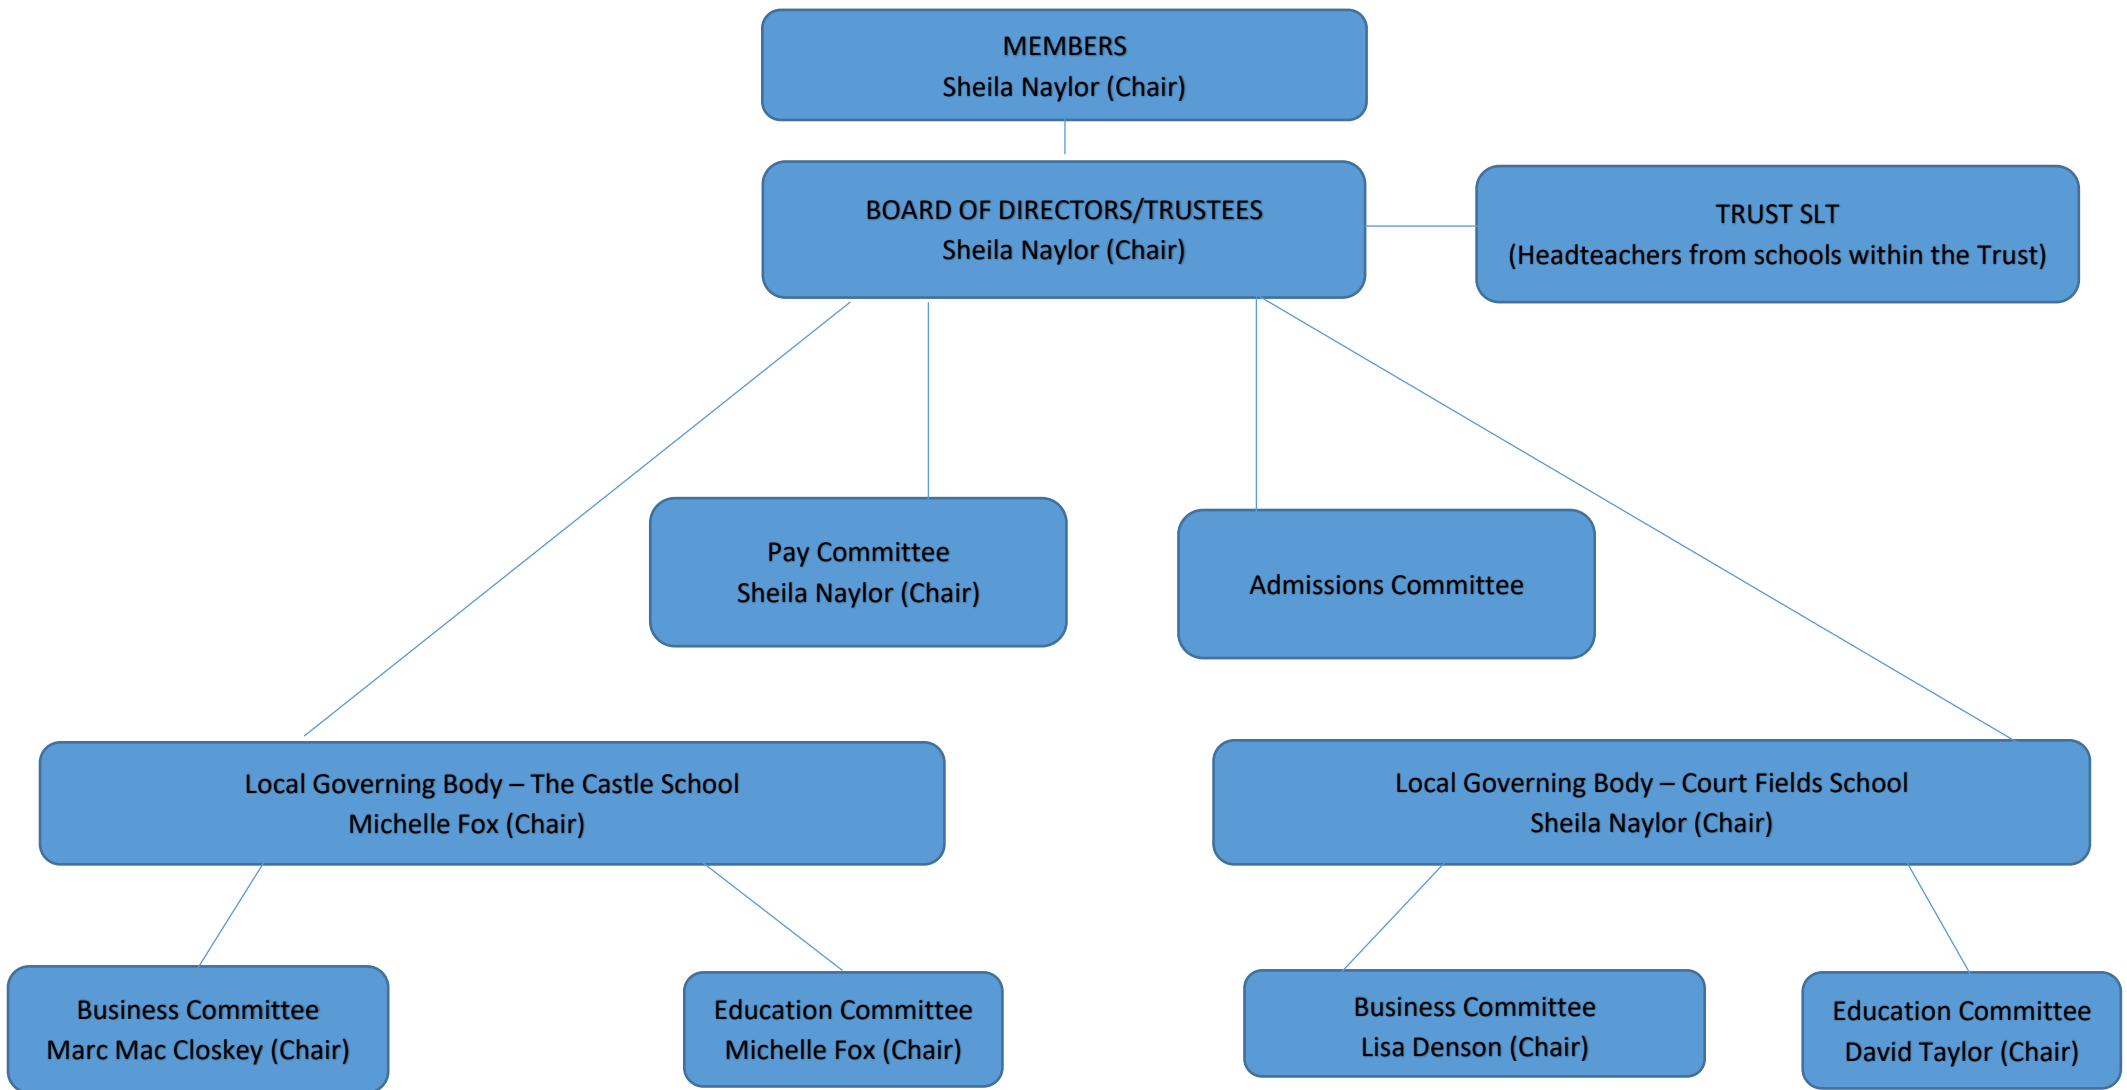 MEMBERS
Sheila Naylor (Chair)
BOARD OF DIRECTORS/TRUSTEES
Sheila Naylor (Chair)
TRUST SLT
(Headteachers from schools within the Trust)
Pay Committee
Sheila Naylor (Chair)
Admissions Committee
Local Governing Body – The Castle School
Michelle Fox (Chair)
Local Governing Body – Court Fields School
Sheila Naylor (Chair)
Business Committee
Marc Mac Closkey (Chair)
Education Committee
Michelle Fox (Chair)
Business Committee
Lisa Denson (Chair)
Education Committee
David Taylor (Chair)